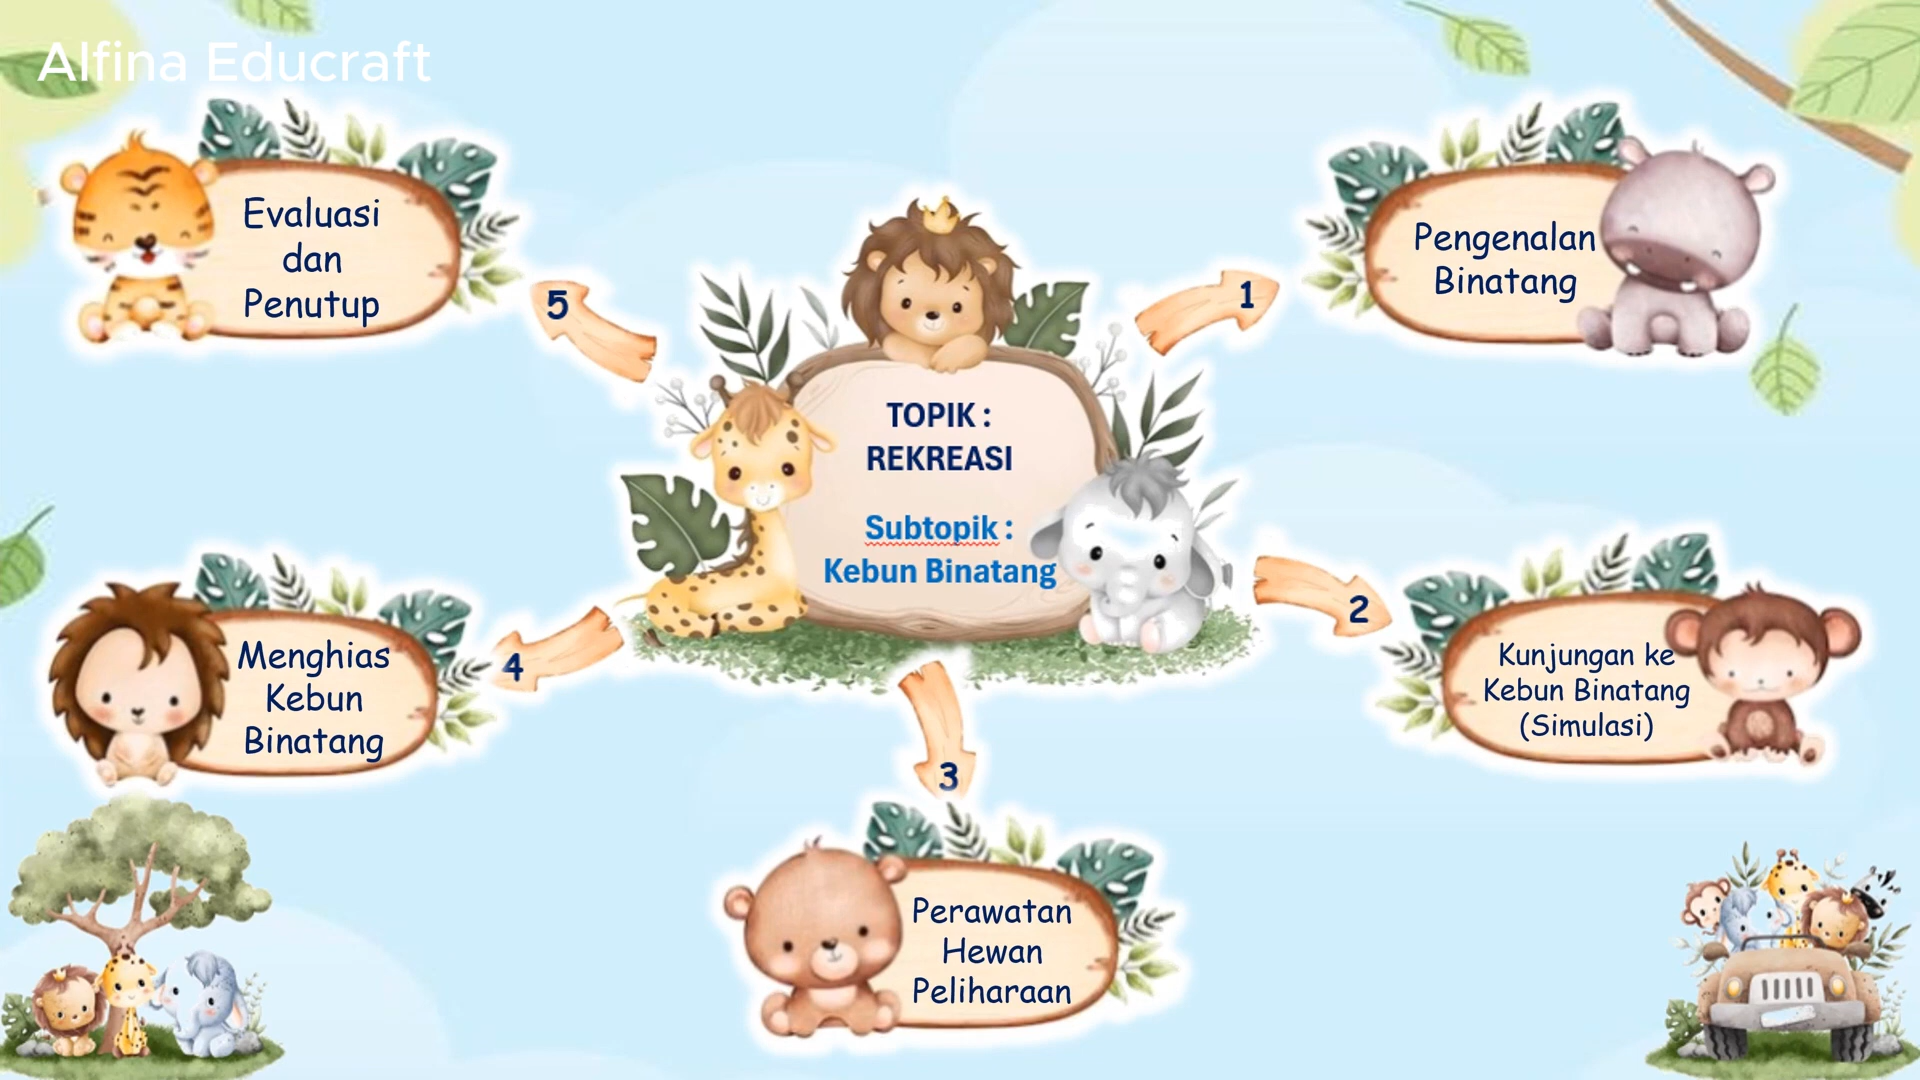 Alfina Educraft
TOPIK :
REKREASI
Subtopik :
Kebun Binatang
1
Pengenalan
Binatang
2
Kunjungan ke
Kebun Binatang
(Simulasi)
3
Perawatan
Hewan
Peliharaan
4
Menghias
Kebun
Binatang
5
Evaluasi
dan
Penutup